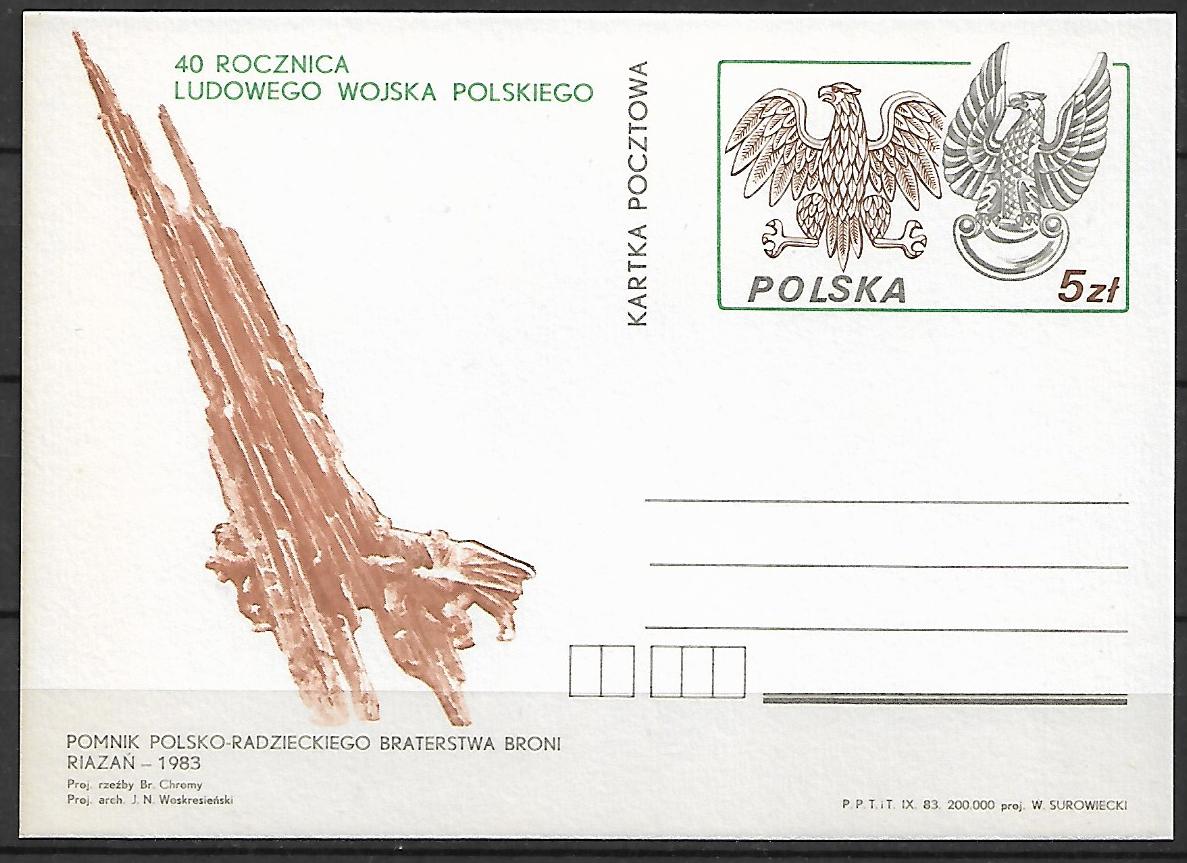 40 ROCZNICA
LUDOWEGO WOJSKA POLSKIEGO
KARTKA POCZTOWA
POLSKA
5zł
POMNIK POLSKO-RADZIECKIEGO BRATERSTWA BRONI
RIAZAŃ – 1983
Proj. rzeźby Br. Chromy
Proj. arch. J. N. Woskresieński
P.P.T.iT. IX. 83. 200.000 proj. W. SUROWIECKI